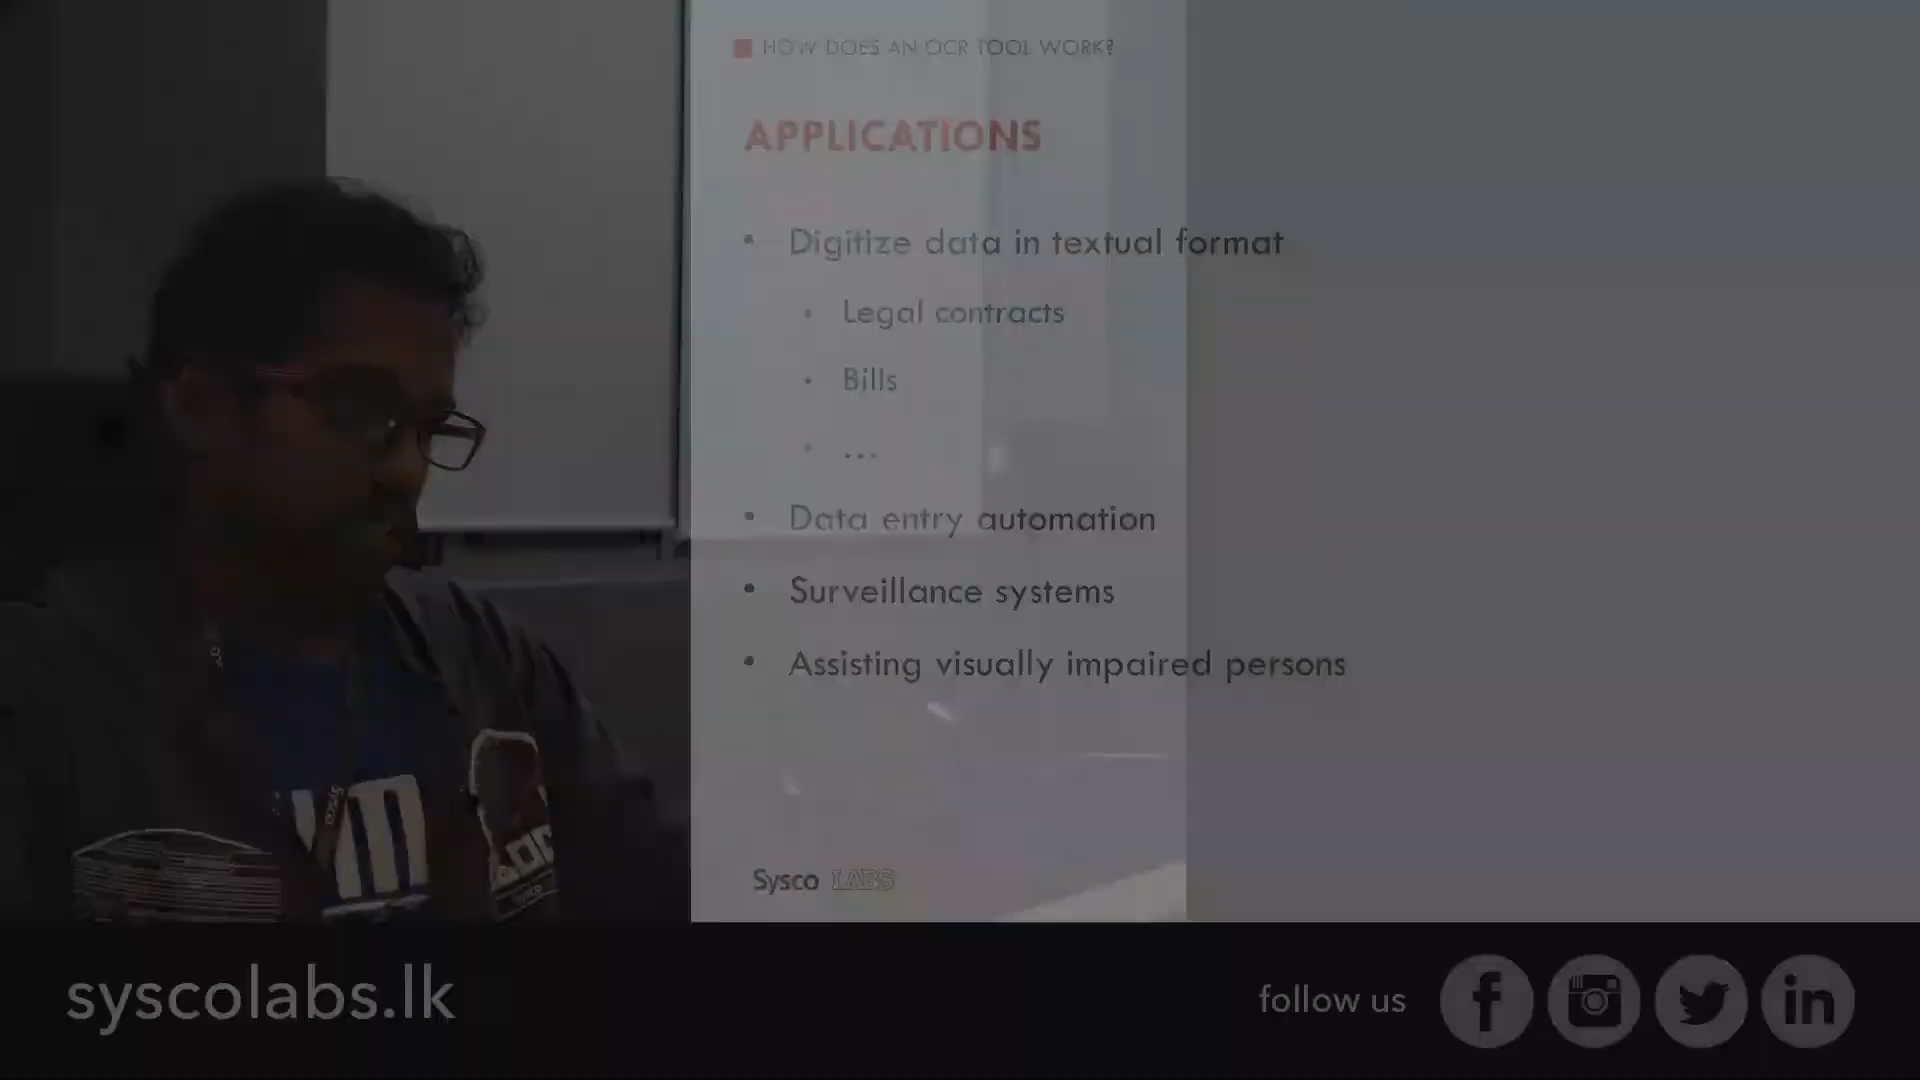 HOW DOES AN OCR TOOL WORK?
APPLICATIONS
• Digitize data in textual format
• Legal contracts
• Bills
• ...
• Data entry automation
• Surveillance systems
• Assisting visually impaired persons
Sysco LABS
syscolabs.lk
follow us